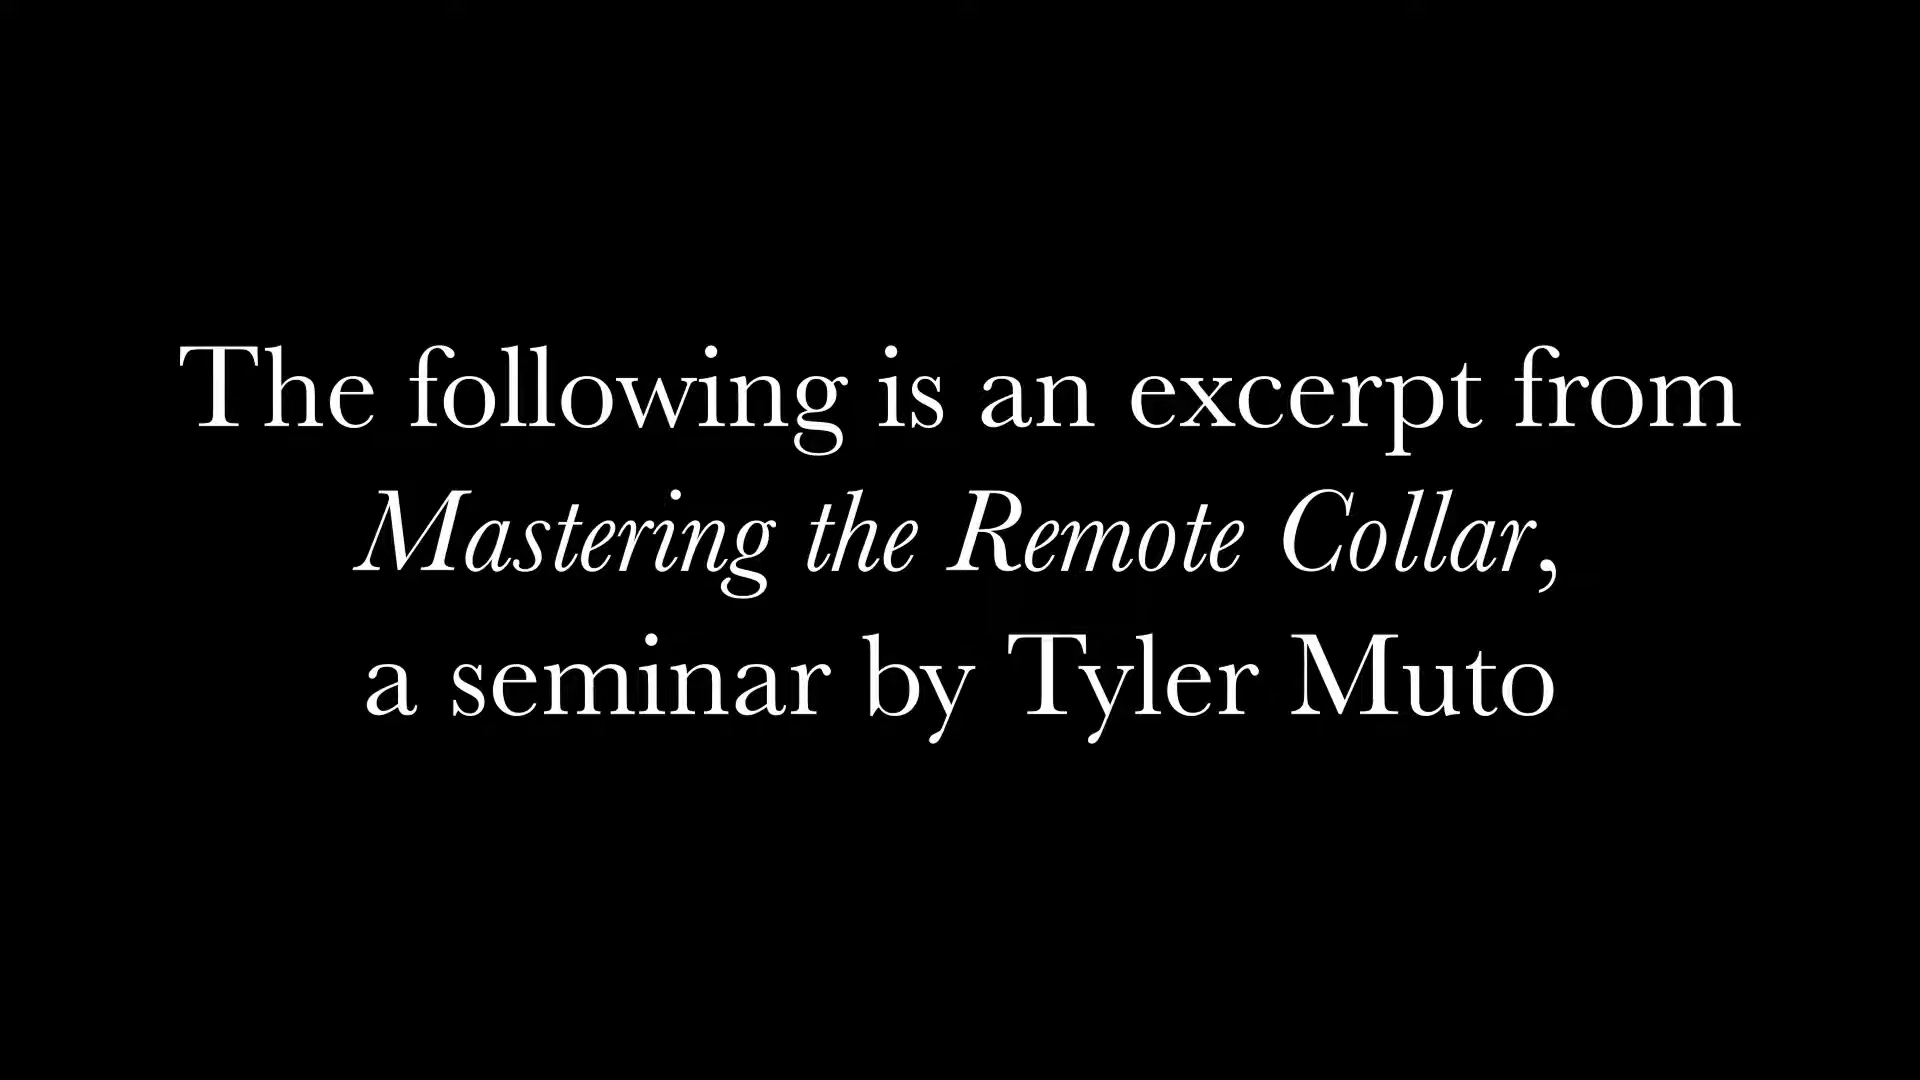 The following is an excerpt from
Mastering the Remote Collar,
a seminar by Tyler Muto